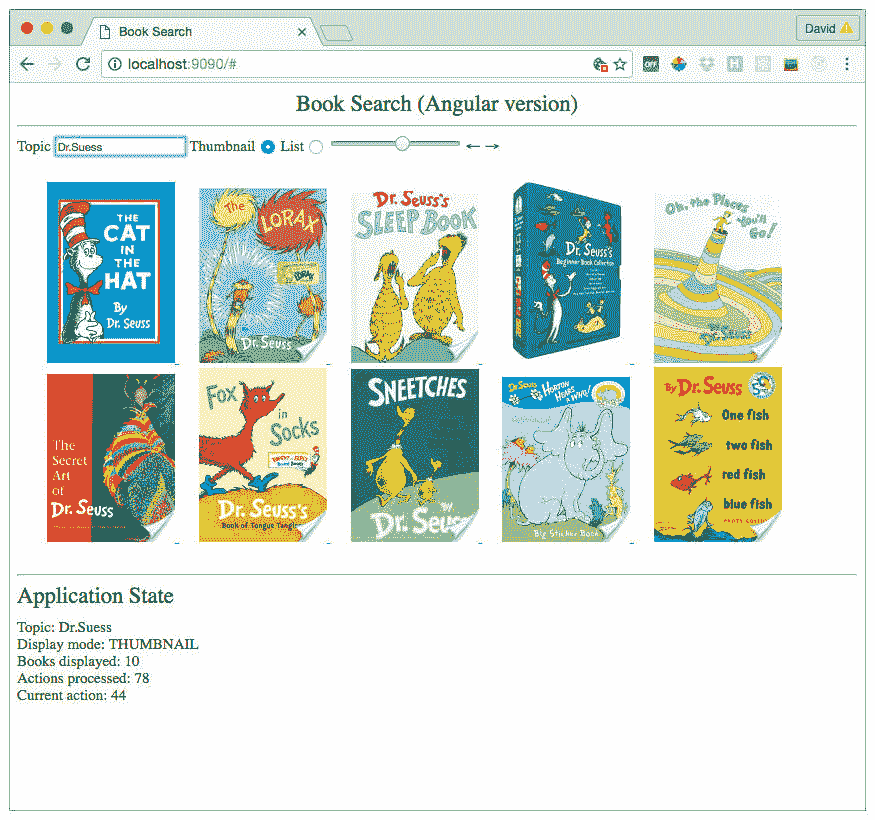 Book Search
David
localhost:9090/#
OFF
Book Search (Angular version)
Topic Dr.Suess Thumbnail List ← →
THE
CAT
IN
THE
HAT
By
Dr. Seuss
The
LORAX
Dr. Seuss
Dr. Seuss's
SLEEP BOOK
Dr. Seuss's
Beginner Book Collection
Oh, the Places
You'll
Go!
The
Secret
Art
of
Dr. Seuss
Fox
in
Socks
Dr. Seuss's
Book of Tongue Tangl
SNEETCHES
BY
Dr. Seus
Dr. Seuss
HORTON
HEARS
A WHO!
Big Sticker Book
By Dr. Seuss
One fish
two fish
red fish
blue fish
Application State
Topic: Dr.Suess
Display mode: THUMBNAIL
Books displayed: 10
Actions processed: 78
Current action: 44